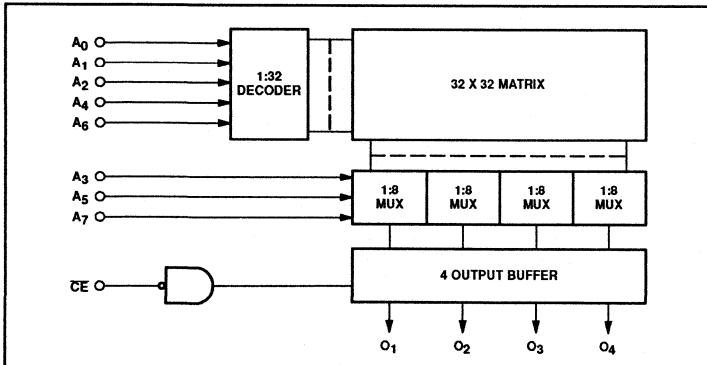 A0
A1
A2
A4
A6
1:32
DECODER
32 X 32 MATRIX
A3
A5
A7
1:8
MUX
1:8
MUX
1:8
MUX
1:8
MUX
CE
4 OUTPUT BUFFER
O1
O2
O3
O4